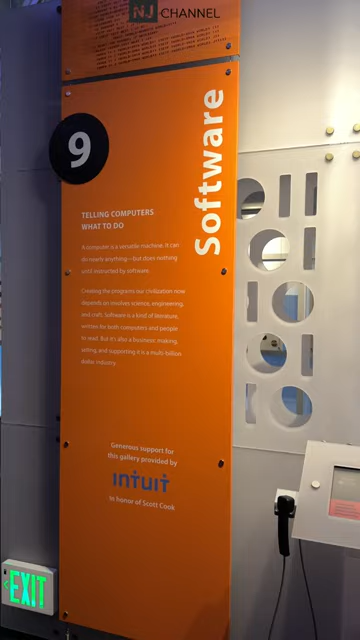 NJ CHANNEL
9
Software
TELLING COMPUTERS
WHAT TO DO
A computer is a versatile machine. It can
do nearly anything—but does nothing
until instructed by software.
Creating the programs our civilization now
depends on involves science, engineering,
and craft. Software is a kind of literature,
written for both computers and people
to read. But it's also a business: making,
selling, and supporting it is a multi-billion
dollar industry.
Generous support for
this gallery provided by
intuit
In honor of Scott Cook
EXIT